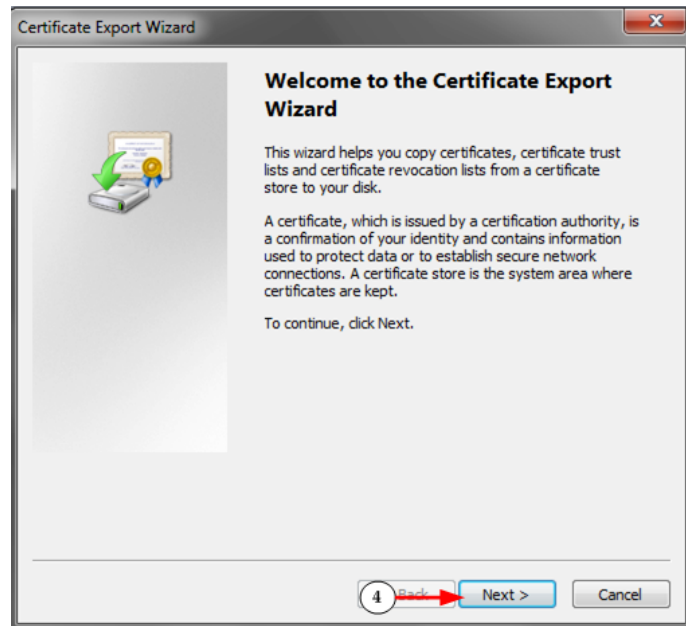 Certificate Export Wizard
Welcome to the Certificate Export
Wizard
This wizard helps you copy certificates, certificate trust
lists and certificate revocation lists from a certificate
store to your disk.
A certificate, which is issued by a certification authority, is
a confirmation of your identity and contains information
used to protect data or to establish secure network
connections. A certificate store is the system area where
certificates are kept.
To continue, click Next.
4 Back Next > Cancel